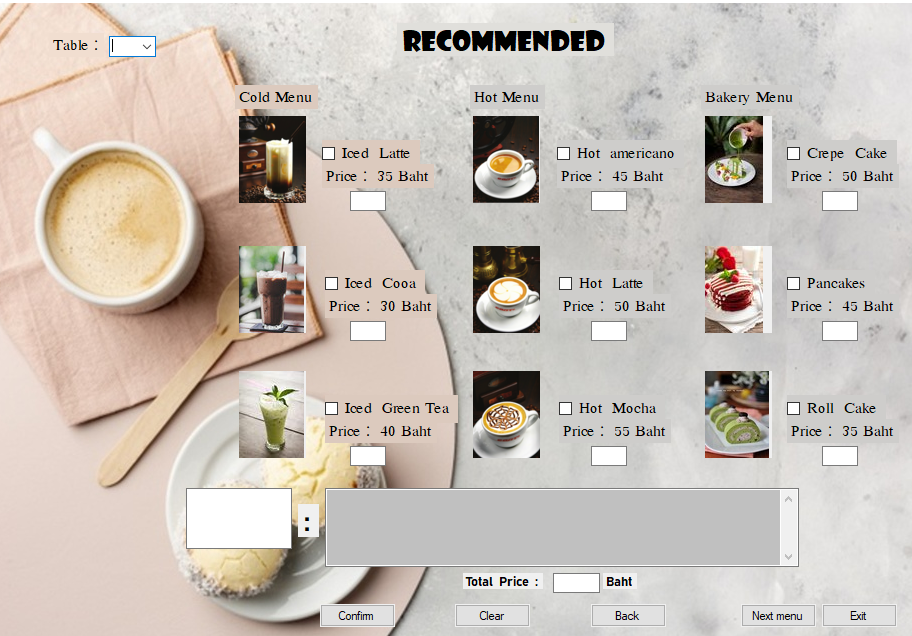 RECOMMENDED
Table :
Cold Menu
Hot Menu
Bakery Menu
Iced Latte
Price : 35 Baht
Hot americano
Price : 45 Baht
Crepe Cake
Price : 50 Baht
Iced Cooa
Price : 30 Baht
Hot Latte
Price : 50 Baht
Pancakes
Price : 45 Baht
Iced Green Tea
Price : 40 Baht
Hot Mocha
Price : 55 Baht
Roll Cake
Price : 35 Baht
:
Total Price : Baht
Confirm
Clear
Back
Next menu
Exit